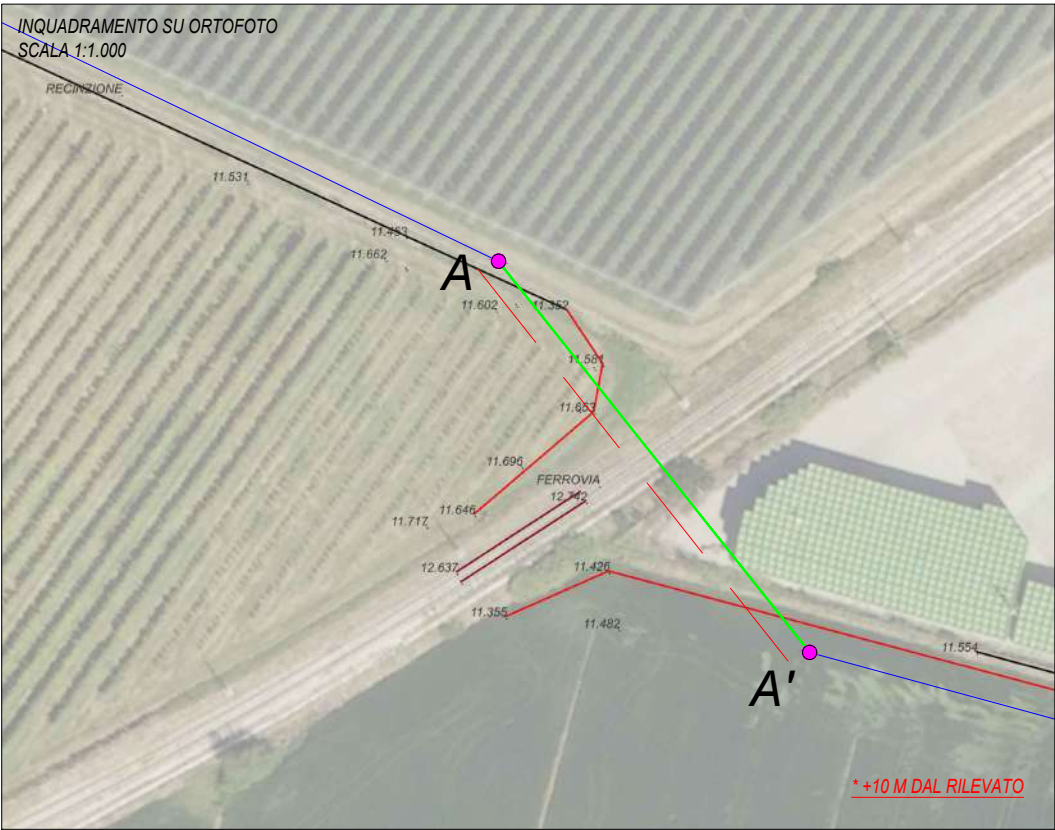 INQUADRAMENTO SU ORTOFOTO
SCALA 1:1.000
RECINZIONE
11.531
11.453
11.662
A
11.602
11.352
11.581
11.653
11.696
FERROVIA
12.742
11.646
11.717
12.637
11.426
11.355
11.482
11.554
A'
* +10 M DAL RILEVATO